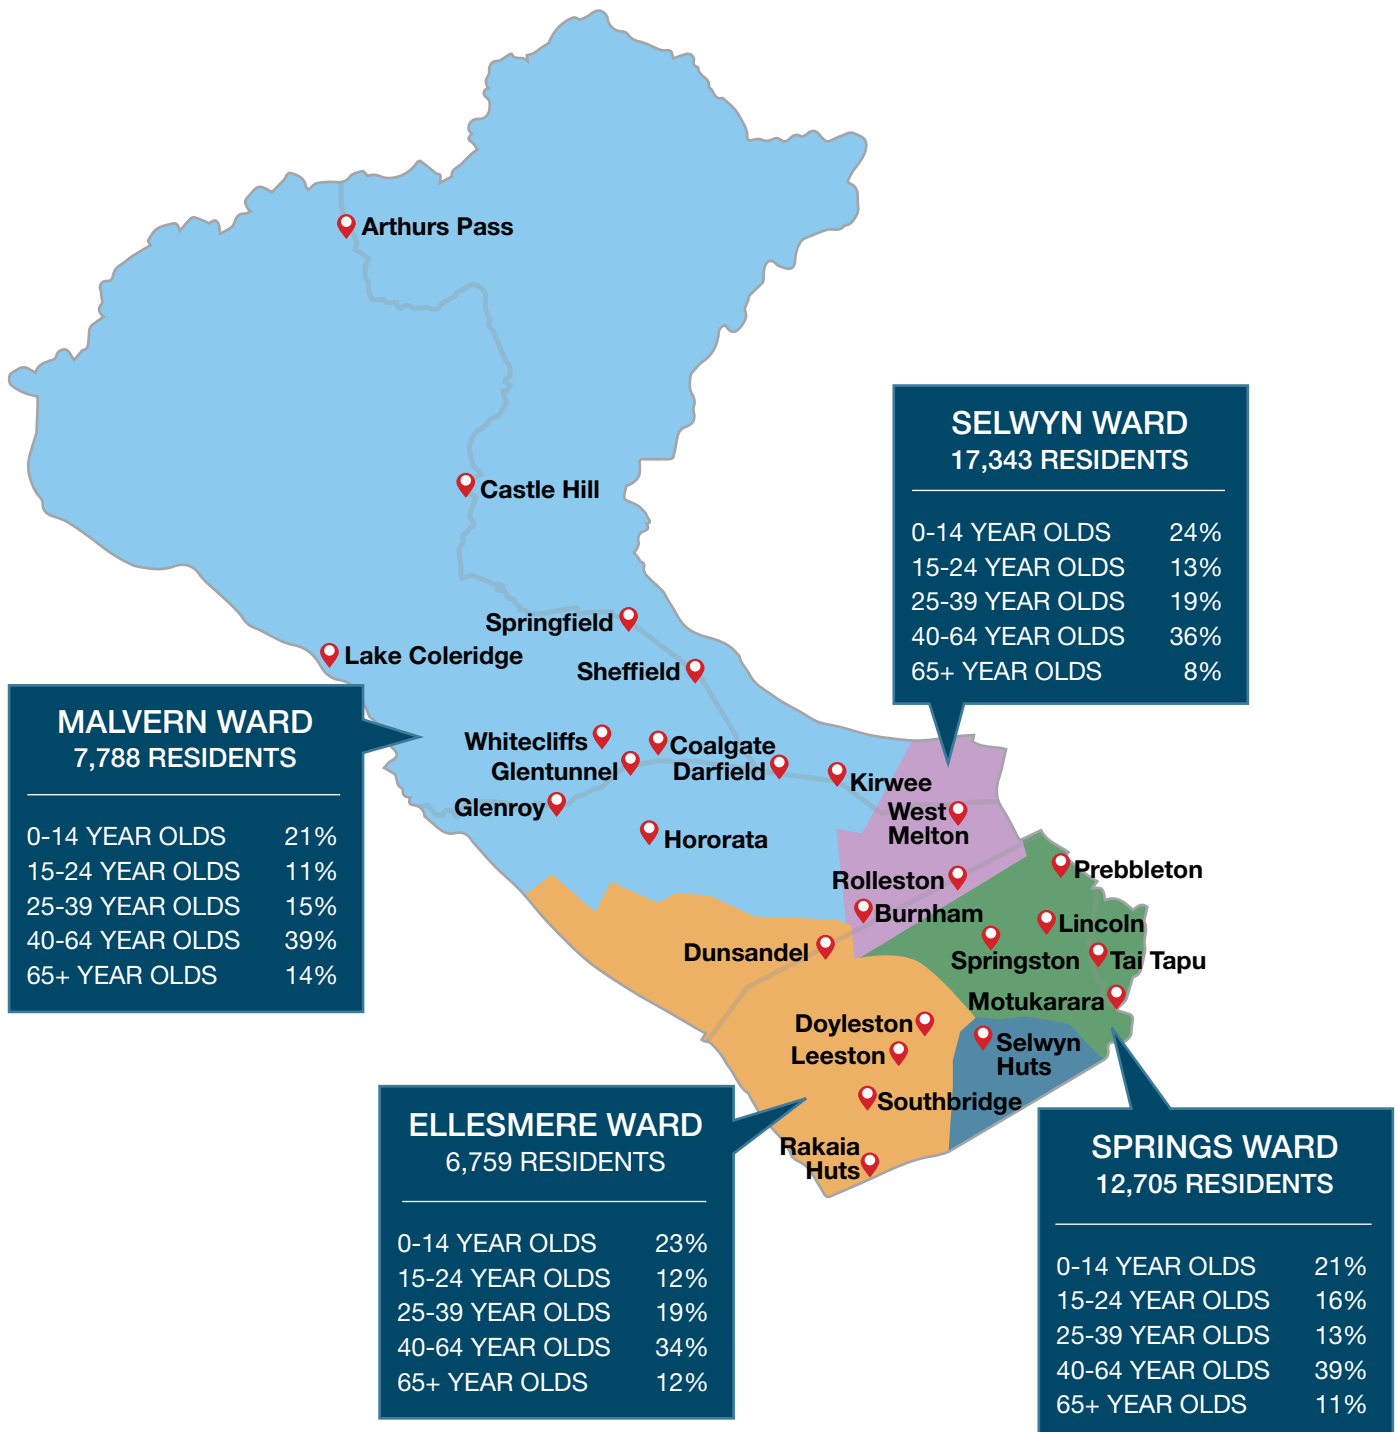 Arthurs Pass
SELWYN WARD
17,343 RESIDENTS
0-14 YEAR OLDS 24%
15-24 YEAR OLDS 13%
25-39 YEAR OLDS 19%
40-64 YEAR OLDS 36%
65+ YEAR OLDS 8%
Castle Hill
Springfield
Lake Coleridge
Sheffield
MALVERN WARD
7,788 RESIDENTS
0-14 YEAR OLDS 21%
15-24 YEAR OLDS 11%
25-39 YEAR OLDS 15%
40-64 YEAR OLDS 39%
65+ YEAR OLDS 14%
Whitecliffs
Coalgate
Glentunnel
Darfield
Kirwee
Glenroy
West
Melton
Hororata
Prebbleton
Rolleston
Burnham
Lincoln
Dunsandel
Springston
Tai Tapu
Motukarara
Doyleston
Selwyn
Huts
Leeston
Southbridge
Rakaia
Huts
ELLESMERE WARD
6,759 RESIDENTS
0-14 YEAR OLDS 23%
15-24 YEAR OLDS 12%
25-39 YEAR OLDS 19%
40-64 YEAR OLDS 34%
65+ YEAR OLDS 12%
SPRINGS WARD
12,705 RESIDENTS
0-14 YEAR OLDS 21%
15-24 YEAR OLDS 16%
25-39 YEAR OLDS 13%
40-64 YEAR OLDS 39%
65+ YEAR OLDS 11%